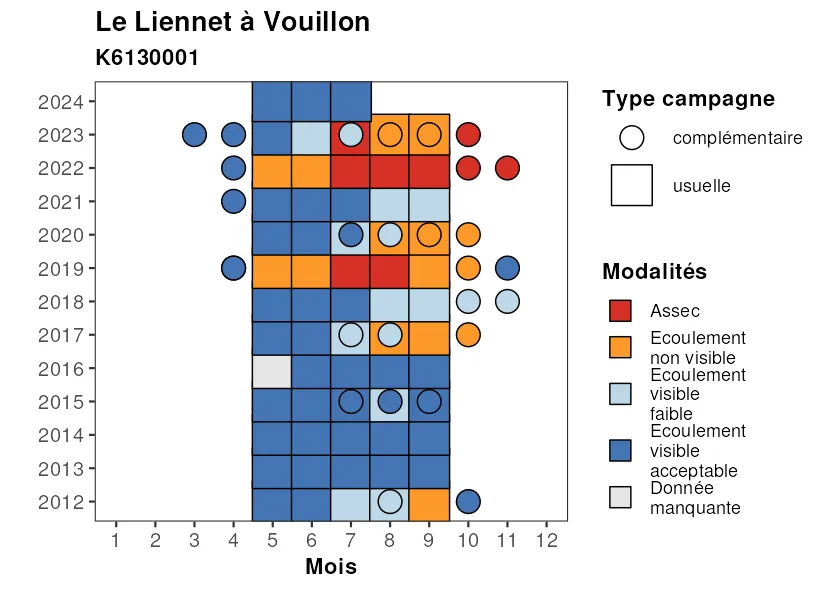 Le Liennet à Vouillon
K6130001
2024
2023
2022
2021
2020
2019
2018
2017
2016
2015
2014
2013
2012
1 2 3 4 5 6 7 8 9 10 11 12
Mois
Type campagne
complémentaire
usuelle
Modalités
Assec
Ecoulement
non visible
Ecoulement
visible
faible
Ecoulement
visible
acceptable
Donnée
manquante